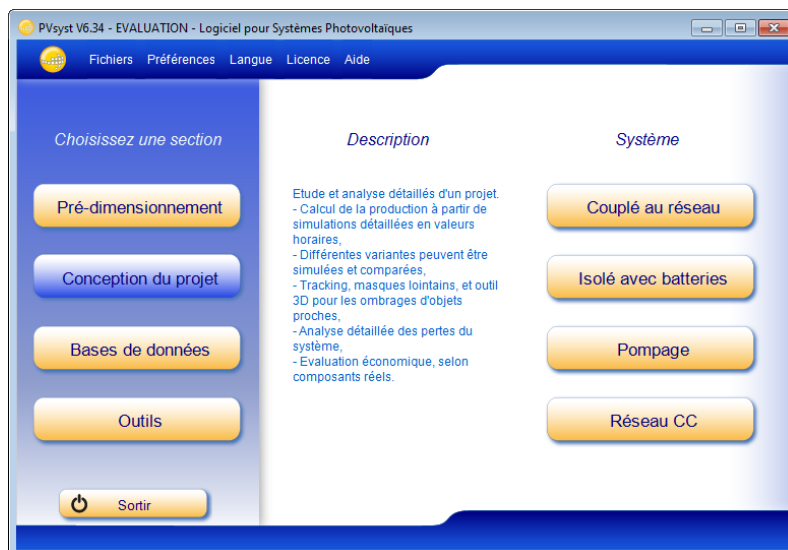 PVsyst V6.34 - EVALUATION - Logiciel pour Systèmes Photovoltaïques
Fichiers Préférences Langue Licence Aide
Choisissez une section
Pré-dimensionnement
Conception du projet
Bases de données
Outils
Sortir
Description
Etude et analyse détaillés d'un projet.
- Calcul de la production à partir de
simulations détaillées en valeurs
horaires,
- Différentes variantes peuvent être
simulées et comparées,
- Tracking, masques lointains, et outil
3D pour les ombrages d'objets
proches,
- Analyse détaillée des pertes du
système,
- Evaluation économique, selon
composants réels.
Système
Couplé au réseau
Isolé avec batteries
Pompage
Réseau CC